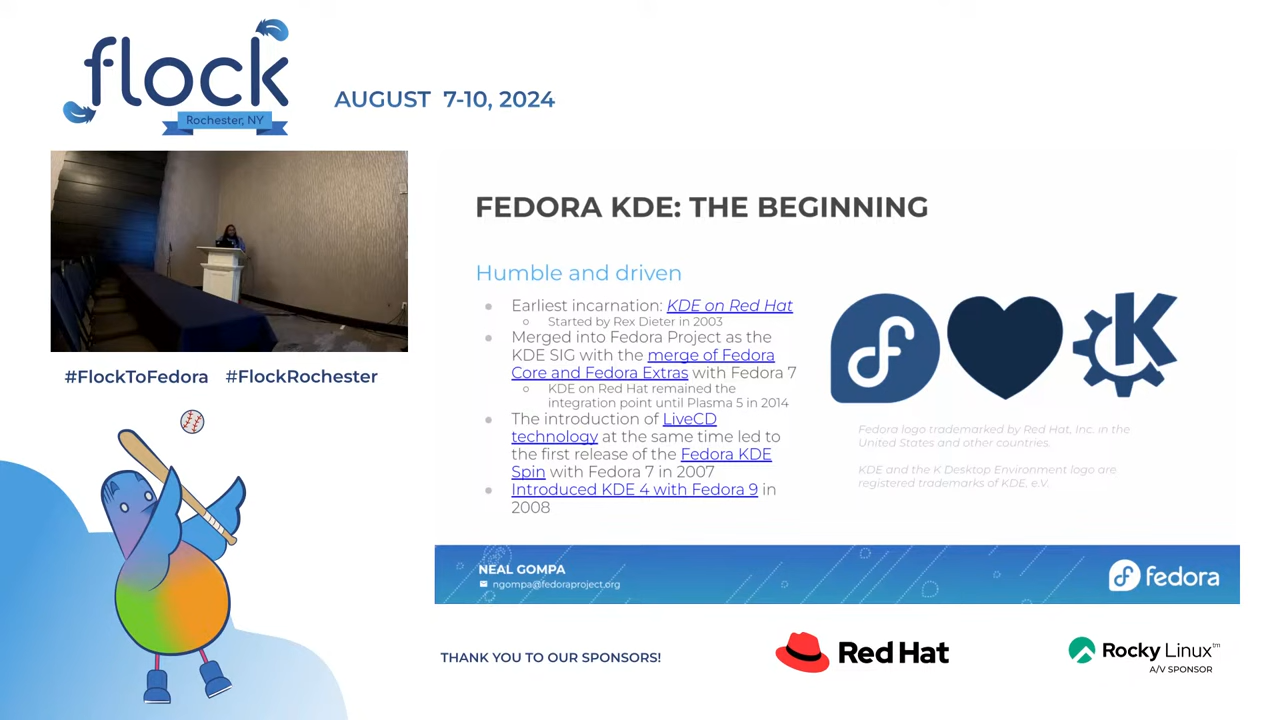 flock
Rochester, NY
AUGUST 7-10, 2024
#FlockToFedora #FlockRochester
FEDORA KDE: THE BEGINNING
Humble and driven
Earliest incarnation: KDE on Red Hat
Started by Rex Dieter in 2003
Merged into Fedora Project as the
KDE SIG with the merge of Fedora
Core and Fedora Extras with Fedora 7
KDE on Red Hat remained the
integration point until Plasma 5 in 2014
The introduction of LiveCD
technology at the same time led to
the first release of the Fedora KDE
Spin with Fedora 7 in 2007
Introduced KDE 4 with Fedora 9 in
2008
Fedora logo trademarked by Red Hat, Inc. in the
United States and other countries.
KDE and the K Desktop Environment logo are
registered trademarks of KDE, e.V.
NEAL GOMPA
ngompa@fedoraproject.org
fedora
THANK YOU TO OUR SPONSORS!
Red Hat
Rocky Linux™
A/V SPONSOR